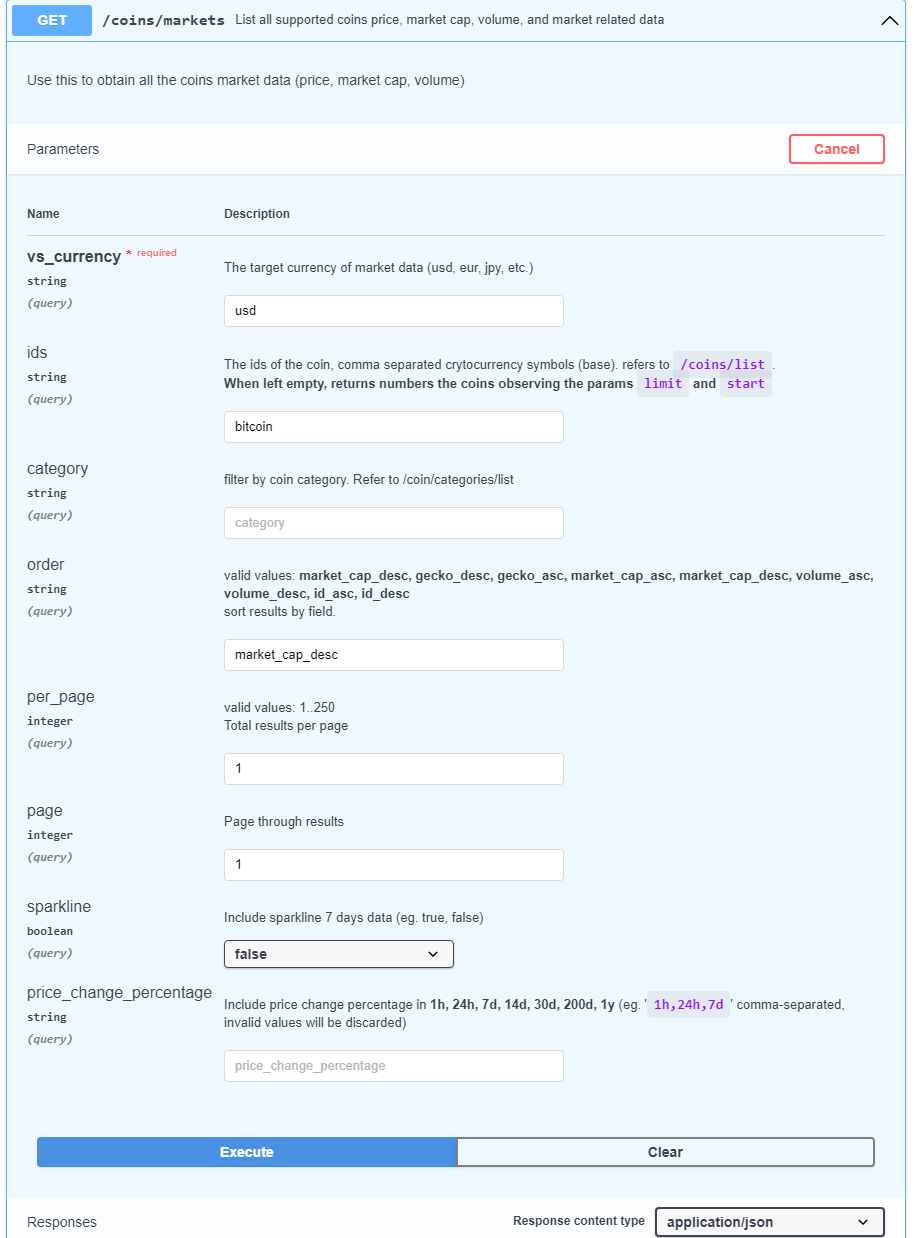 GET /coins/markets List all supported coins price, market cap, volume, and market related data
Use this to obtain all the coins market data (price, market cap, volume)
Parameters Cancel
Name Description
vs_currency * required
string
(query)
The target currency of market data (usd, eur, jpy, etc.)
usd
ids
string
(query)
The ids of the coin, comma separated crytocurrency symbols (base). refers to /coins/list .
When left empty, returns numbers the coins observing the params limit and start
bitcoin
category
string
(query)
filter by coin category. Refer to /coin/categories/list
category
order
string
(query)
valid values: market_cap_desc, gecko_desc, gecko_asc, market_cap_asc, market_cap_desc, volume_asc,
volume_desc, id_asc, id_desc
sort results by field.
market_cap_desc
per_page
integer
(query)
valid values: 1..250
Total results per page
1
page
integer
(query)
Page through results
1
sparkline
boolean
(query)
Include sparkline 7 days data (eg. true, false)
false
price_change_percentage
string
(query)
Include price change percentage in 1h, 24h, 7d, 14d, 30d, 200d, 1y (eg. ' 1h,24h,7d ' comma-separated,
invalid values will be discarded)
price_change_percentage
Execute Clear
Responses Response content type application/json